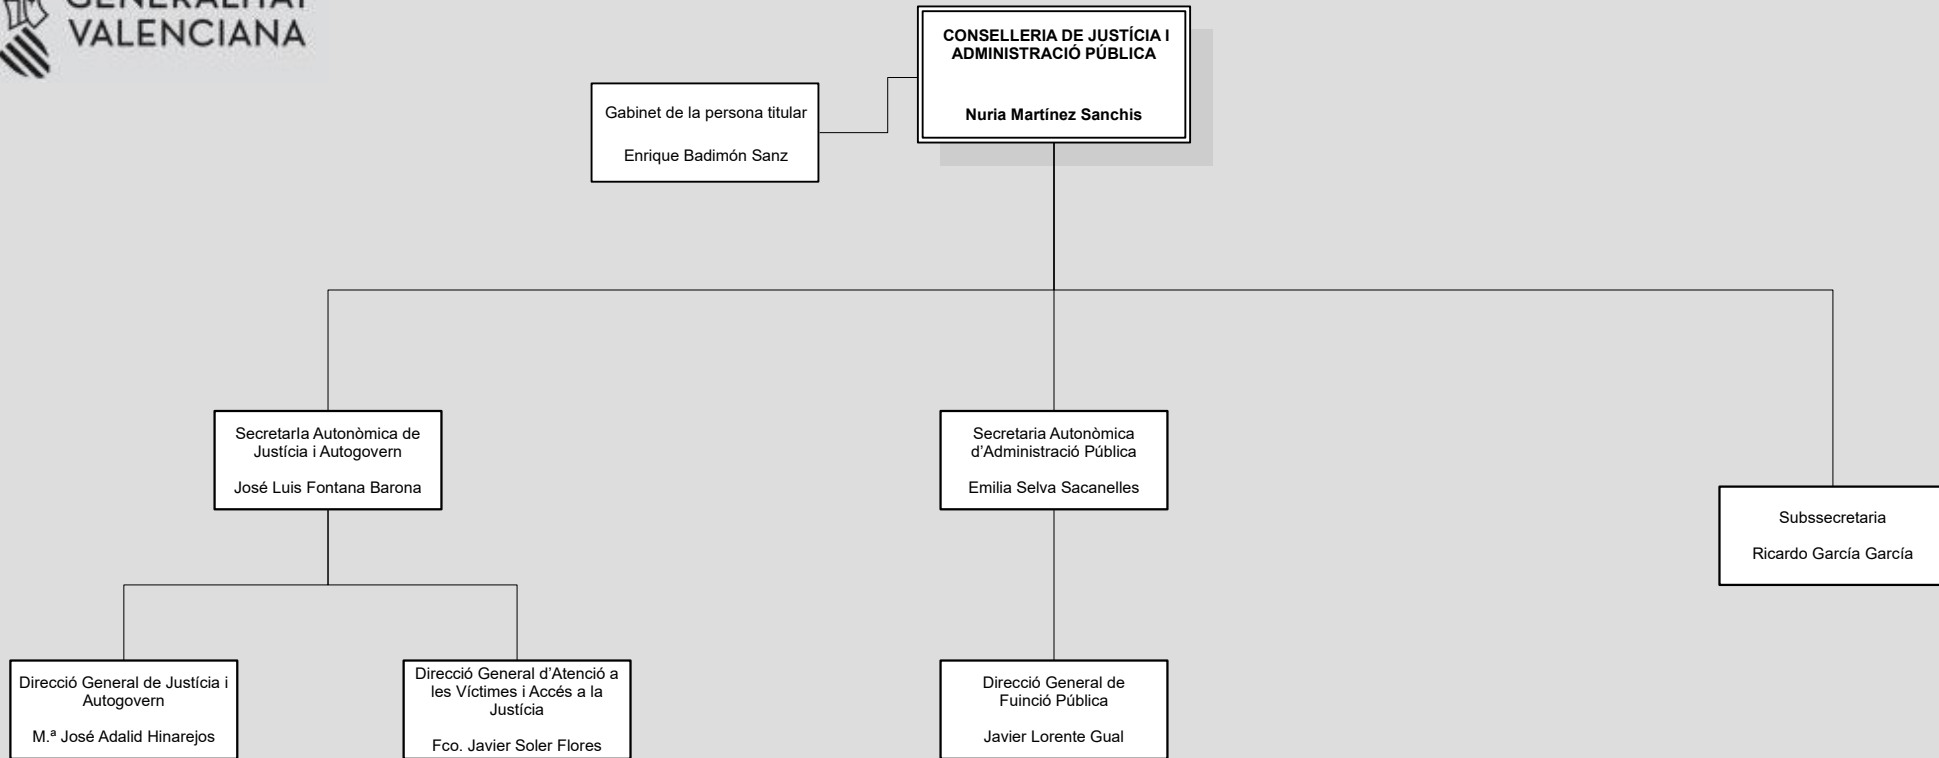 GENERALITAT
VALENCIANA
CONSELLERIA DE JUSTÍCIA I
ADMINISTRACIÓ PÚBLICA
Nuria Martínez Sanchis
Gabinet de la persona titular
Enrique Badimón Sanz
SecretarIa Autonòmica de
Justícia i Autogovern
José Luis Fontana Barona
Secretaria Autonòmica
d'Administració Pública
Emilia Selva Sacanelles
Subssecretaria
Ricardo García García
Direcció General de Justícia i
Autogovern
M.ª José Adalid Hinarejos
Direcció General d'Atenció a
les Víctimes i Accés a la
Justícia
Fco. Javier Soler Flores
Direcció General de
Fuinció Pública
Javier Lorente Gual